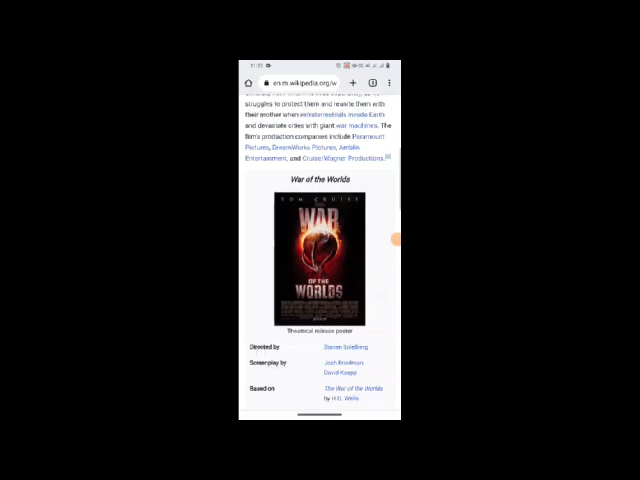 11:33
en.m.wikipedia.org/w
struggles to protect them and reunite them with
their mother when extraterrestrials invade Earth
and devastate cities with giant war machines. The
film's production companies include Paramount
Pictures, DreamWorks Pictures, Amblin
Entertainment, and Cruise/Wagner Productions.[4]
War of the Worlds
TOM CRUISE
WAR
OF THE
WORLDS
Theatrical release poster
Directed by Steven Spielberg
Screenplay by Josh Friedman
David Koepp
Based on The War of the Worlds
by H.G. Wells